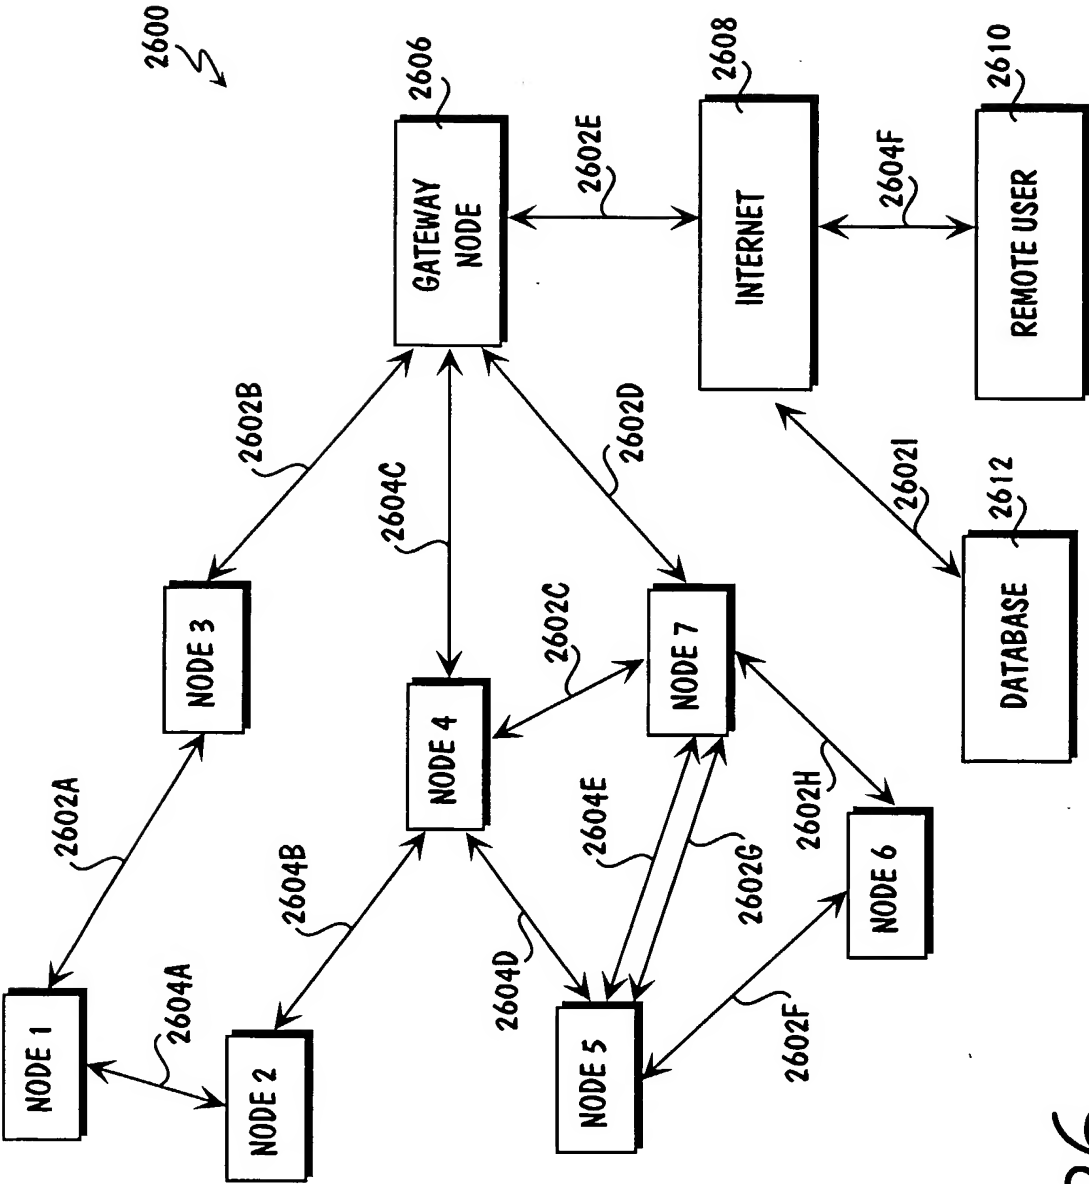 2600
NODE 1
2602A
NODE 3
2602B
GATEWAY
NODE
2606
2604A
NODE 2
2604B
NODE 4
2604C
2602E
2604D
2602C
2602D
INTERNET
2608
NODE 5
2604E
2602G
NODE 7
2602F
NODE 6
2602H
2602I
2604F
DATABASE
2612
REMOTE USER
2610